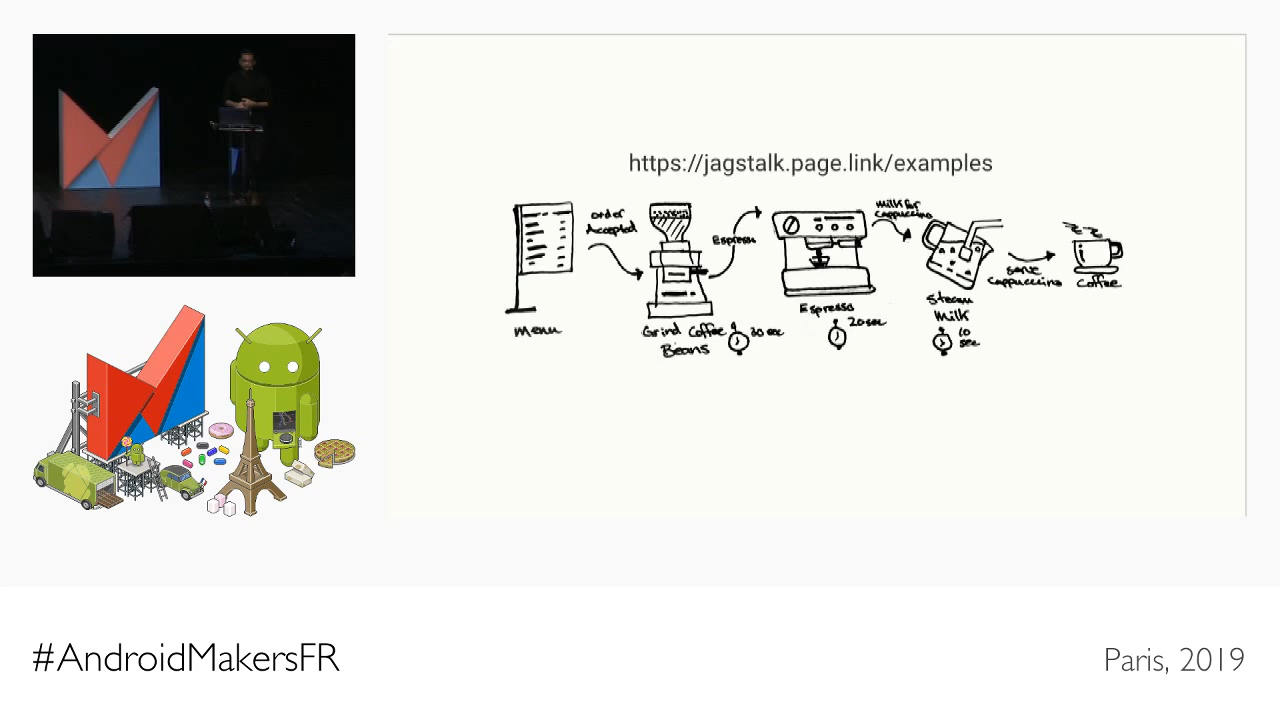 https://jagstalk.page.link/examples
order
Accepted
Espresso
milk for
cappuccino
serve
cappuccino
menu
Grind Coffee
Beans
30 sec
Espresso
20 sec
Steam
Milk
10
sec
Coffee
#AndroidMakersFR
Paris, 2019